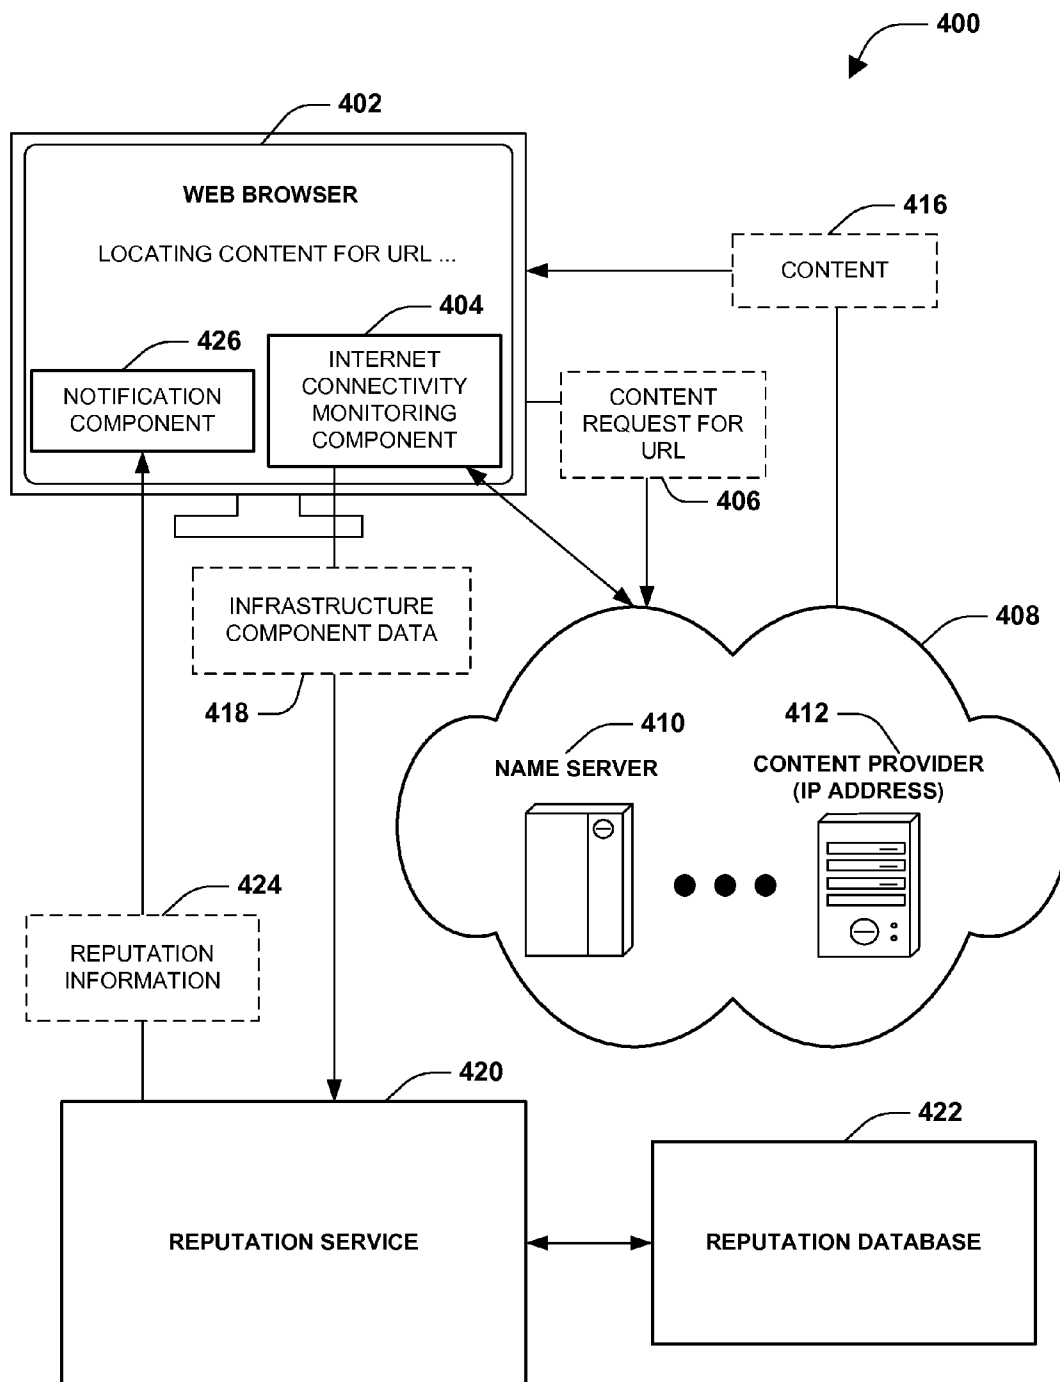 400
402
WEB BROWSER
LOCATING CONTENT FOR URL ...
416
CONTENT
404
INTERNET
CONNECTIVITY
MONITORING
COMPONENT
426
NOTIFICATION
COMPONENT
CONTENT
REQUEST FOR
URL
406
INFRASTRUCTURE
COMPONENT DATA
418
408
410
NAME SERVER
412
CONTENT PROVIDER
(IP ADDRESS)
424
REPUTATION
INFORMATION
420
REPUTATION SERVICE
422
REPUTATION DATABASE